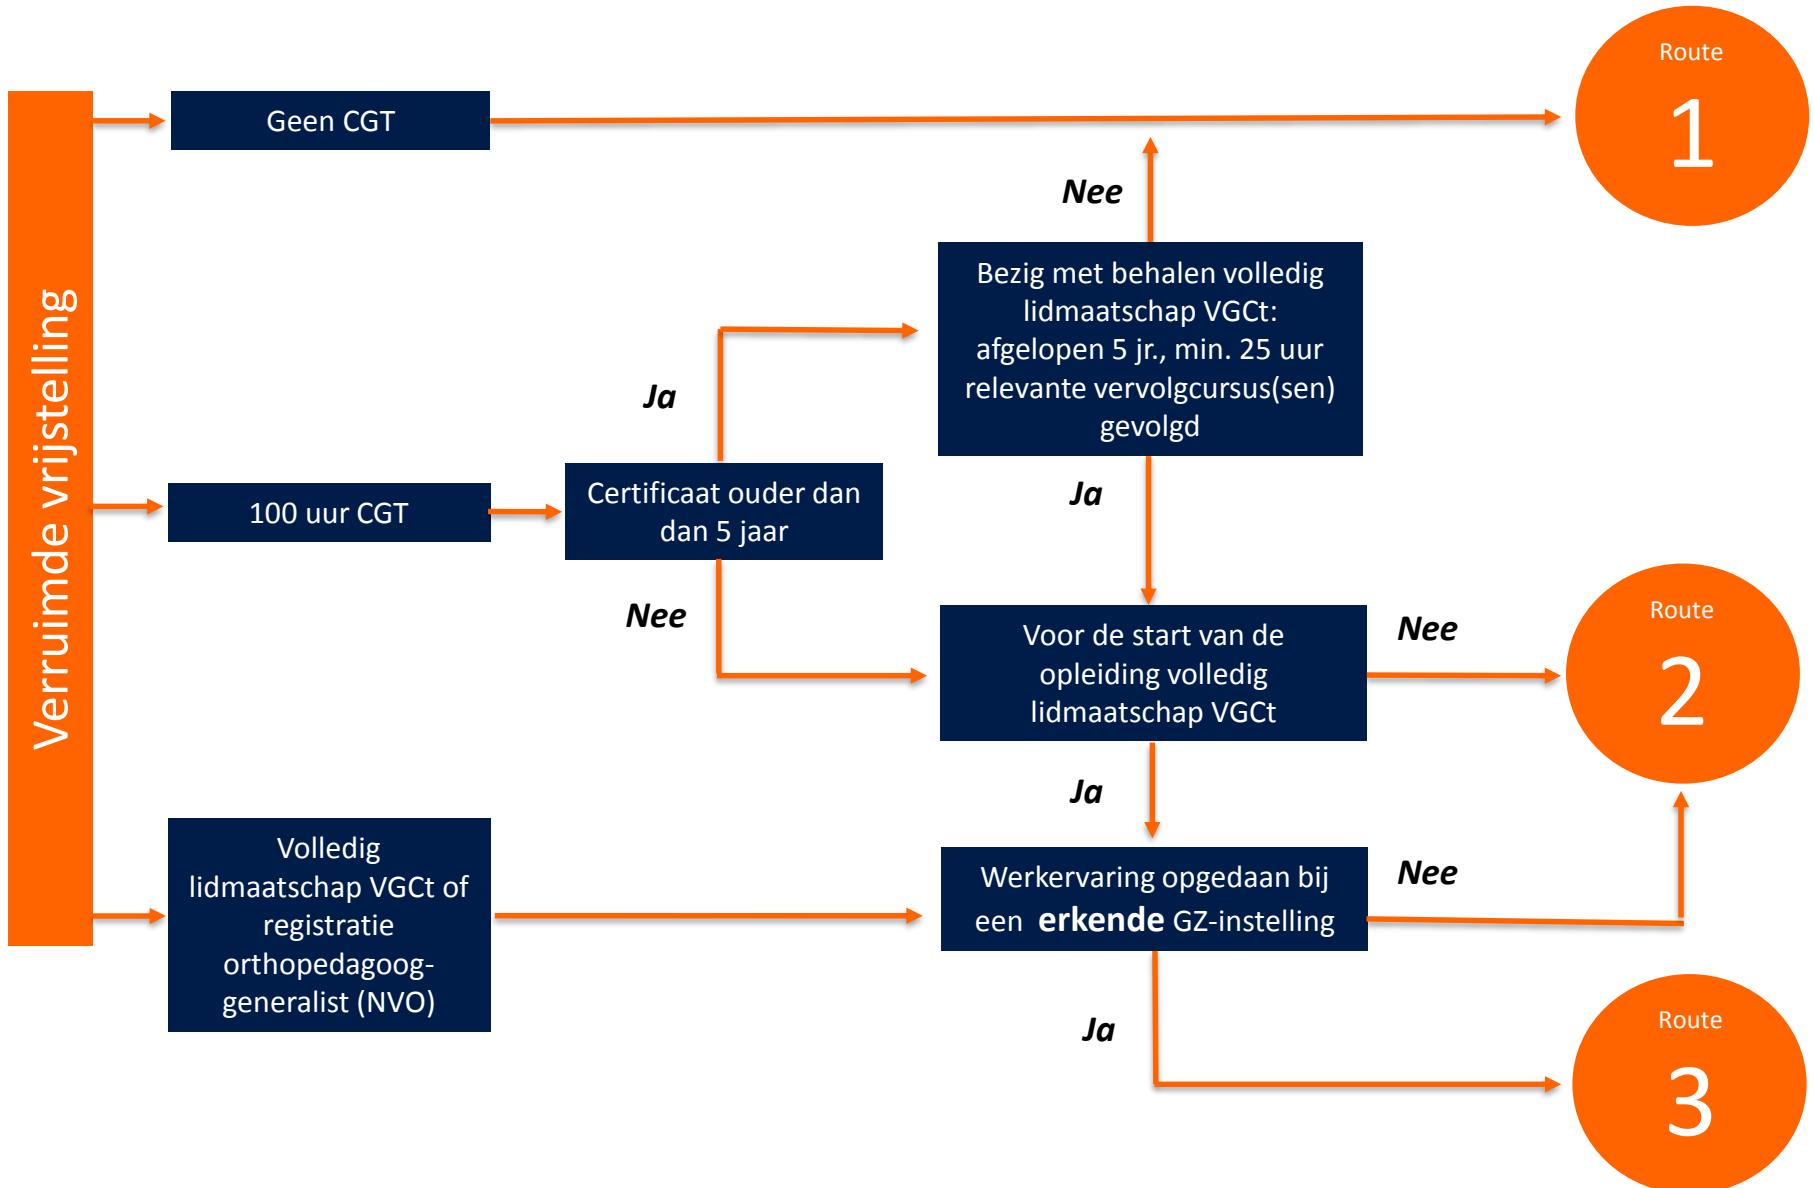 Verruimde vrijstelling
Geen CGT
Route
1
Nee
Bezig met behalen volledig
lidmaatschap VGCt:
afgelopen 5 jr., min. 25 uur
relevante vervolgcursus(sen)
gevolgd
Ja
100 uur CGT
Certificaat ouder dan
dan 5 jaar
Ja
Nee
Voor de start van de
opleiding volledig
lidmaatschap VGCt
Nee
Route
2
Ja
Volledig
lidmaatschap VGCt of
registratie
orthopedagoog-
generalist (NVO)
Werkervaring opgedaan bij
een erkende GZ-instelling
Nee
Ja
Route
3